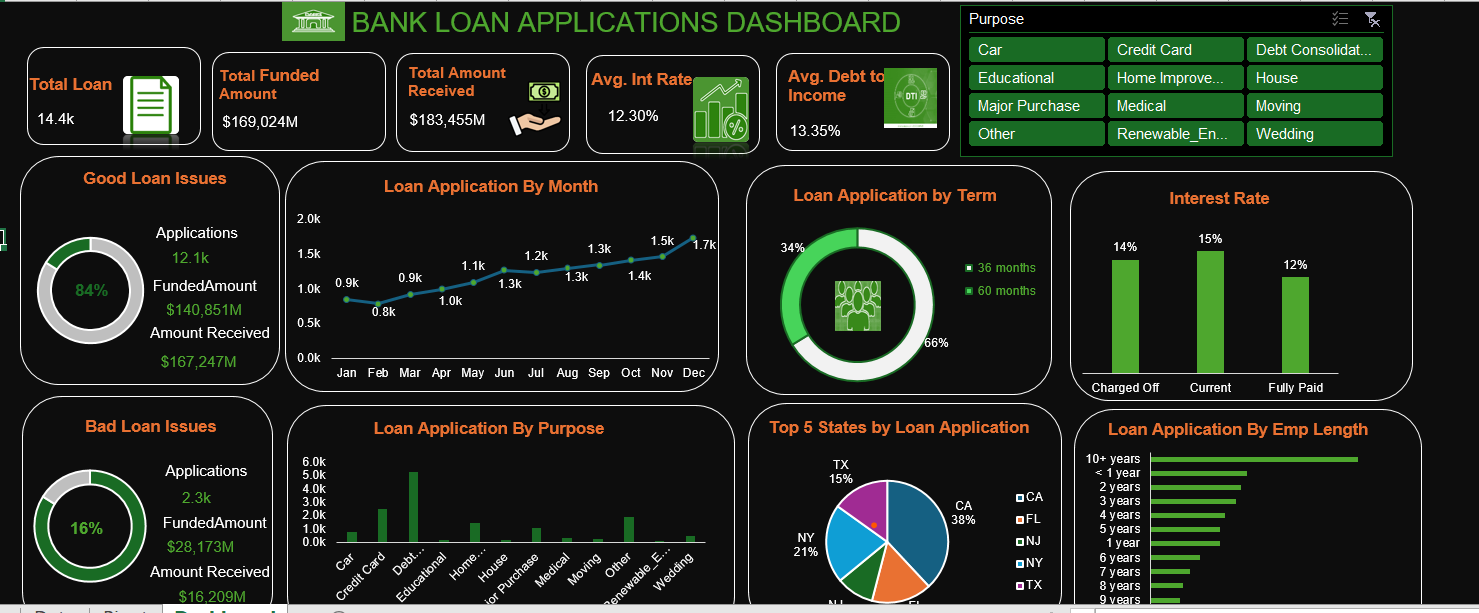 BANK LOAN APPLICATIONS DASHBOARD
Purpose
Car
Credit Card
Debt Consolidat...
Educational
Home Improve...
House
Major Purchase
Medical
Moving
Other
Renewable_En...
Wedding
Total Loan
14.4k
Total Funded
Amount
$169,024M
Total Amount
Received
$183,455M
Avg. Int Rate
12.30%
Avg. Debt to
Income
13.35%
DTI
Good Loan Issues
84%
Applications
12.1k
FundedAmount
$140,851M
Amount Received
$167,247M
Loan Application By Month
2.0k
1.5k
1.0k
0.5k
0.0k
0.9k
0.8k
0.9k
1.0k
1.1k
1.3k
1.2k
1.3k
1.3k
1.4k
1.5k
1.7k
Jan Feb Mar Apr May Jun Jul Aug Sep Oct Nov Dec
Loan Application by Term
34%
66%
36 months
60 months
Interest Rate
14%
15%
12%
Charged Off Current Fully Paid
Bad Loan Issues
16%
Applications
2.3k
FundedAmount
$28,173M
Amount Received
$16,209M
Loan Application By Purpose
6.0k
5.0k
4.0k
3.0k
2.0k
1.0k
0.0k
Car
Credit Card
Debt...
Educational
Home...
House
jor Purchase
Medical
Moving
Other
Renewable_E...
Wedding
Top 5 States by Loan Application
TX
15%
CA
38%
NY
21%
CA
FL
NJ
NY
TX
Loan Application By Emp Length
10+ years
< 1 year
2 years
3 years
4 years
5 years
1 year
6 years
7 years
8 years
9 years